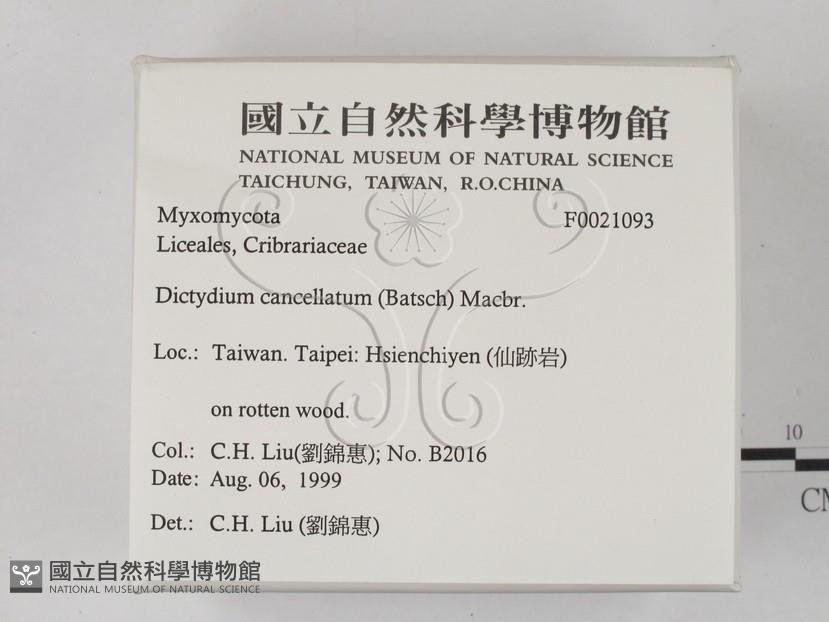 國立自然科學博物館
NATIONAL MUSEUM OF NATURAL SCIENCE
TAICHUNG, TAIWAN, R.O.CHINA
Myxomycota F0021093
Liceales, Cribrariaceae
Dictydium cancellatum (Batsch) Macbr.
Loc.: Taiwan. Taipei: Hsienchiyen (仙跡岩)
on rotten wood.
Col.: C.H. Liu(劉錦惠); No. B2016
Date: Aug. 06, 1999
Det.: C.H. Liu (劉錦惠)
10
CM
國立自然科學博物館
NATIONAL MUSEUM OF NATURAL SCIENCE